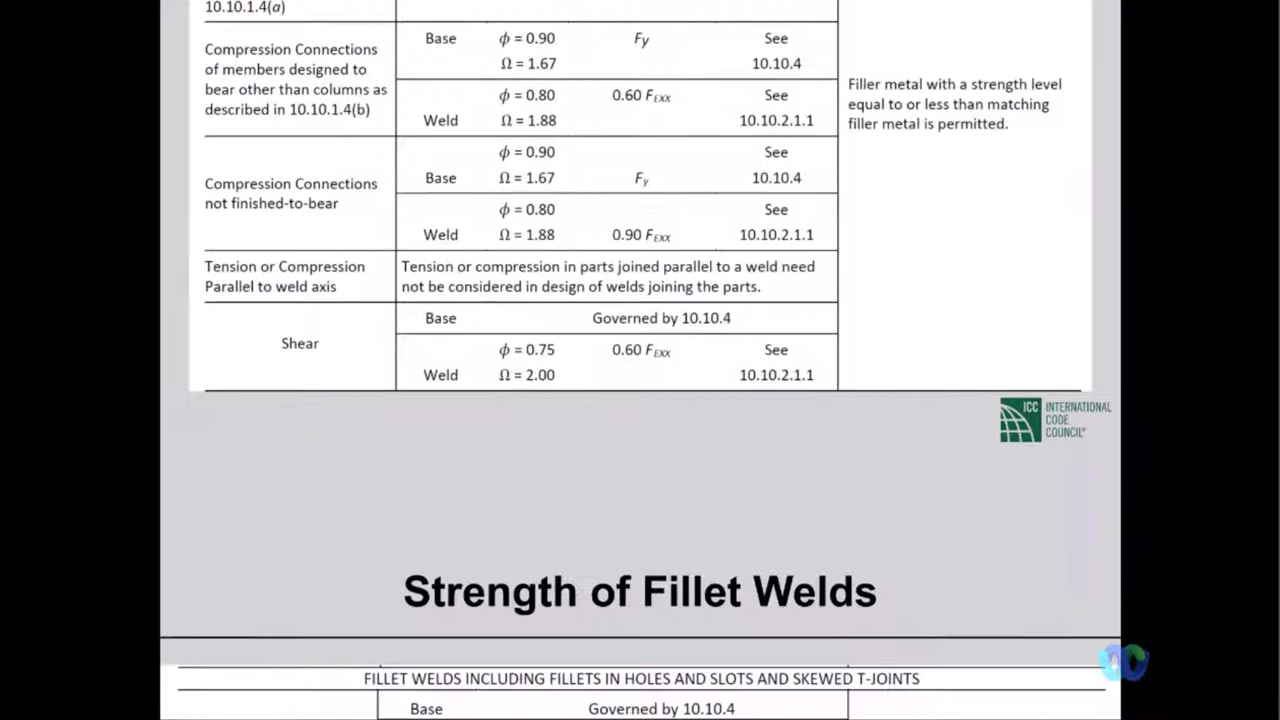 10.10.1.4(a)
Compression Connections
of members designed to
bear other than columns as
described in 10.10.1.4(b)
Base ϕ = 0.90 Fy See
Ω = 1.67 10.10.4
ϕ = 0.80 0.60 FEXX See
Weld Ω = 1.88 10.10.2.1.1
Filler metal with a strength level
equal to or less than matching
filler metal is permitted.
Compression Connections
not finished-to-bear
ϕ = 0.90 See
Base Ω = 1.67 Fy 10.10.4
ϕ = 0.80 See
Weld Ω = 1.88 0.90 FEXX 10.10.2.1.1
Tension or Compression
Parallel to weld axis
Tension or compression in parts joined parallel to a weld need
not be considered in design of welds joining the parts.
Shear
Base Governed by 10.10.4
ϕ = 0.75 0.60 FEXX See
Weld Ω = 2.00 10.10.2.1.1
ICC INTERNATIONAL
CODE
COUNCIL®
Strength of Fillet Welds
FILLET WELDS INCLUDING FILLETS IN HOLES AND SLOTS AND SKEWED T-JOINTS
Base Governed by 10.10.4